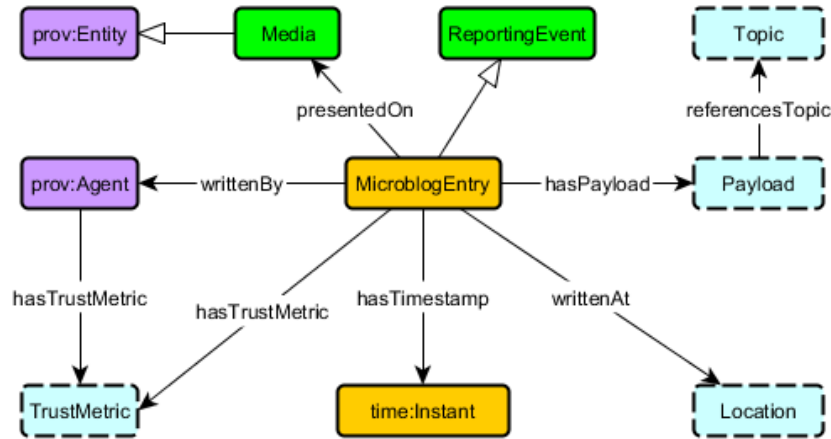 prov:Entity
Media
ReportingEvent
Topic
presentedOn
referencesTopic
prov:Agent
writtenBy
MicroblogEntry
hasPayload
Payload
hasTrustMetric
hasTrustMetric
hasTimestamp
writtenAt
TrustMetric
time:Instant
Location